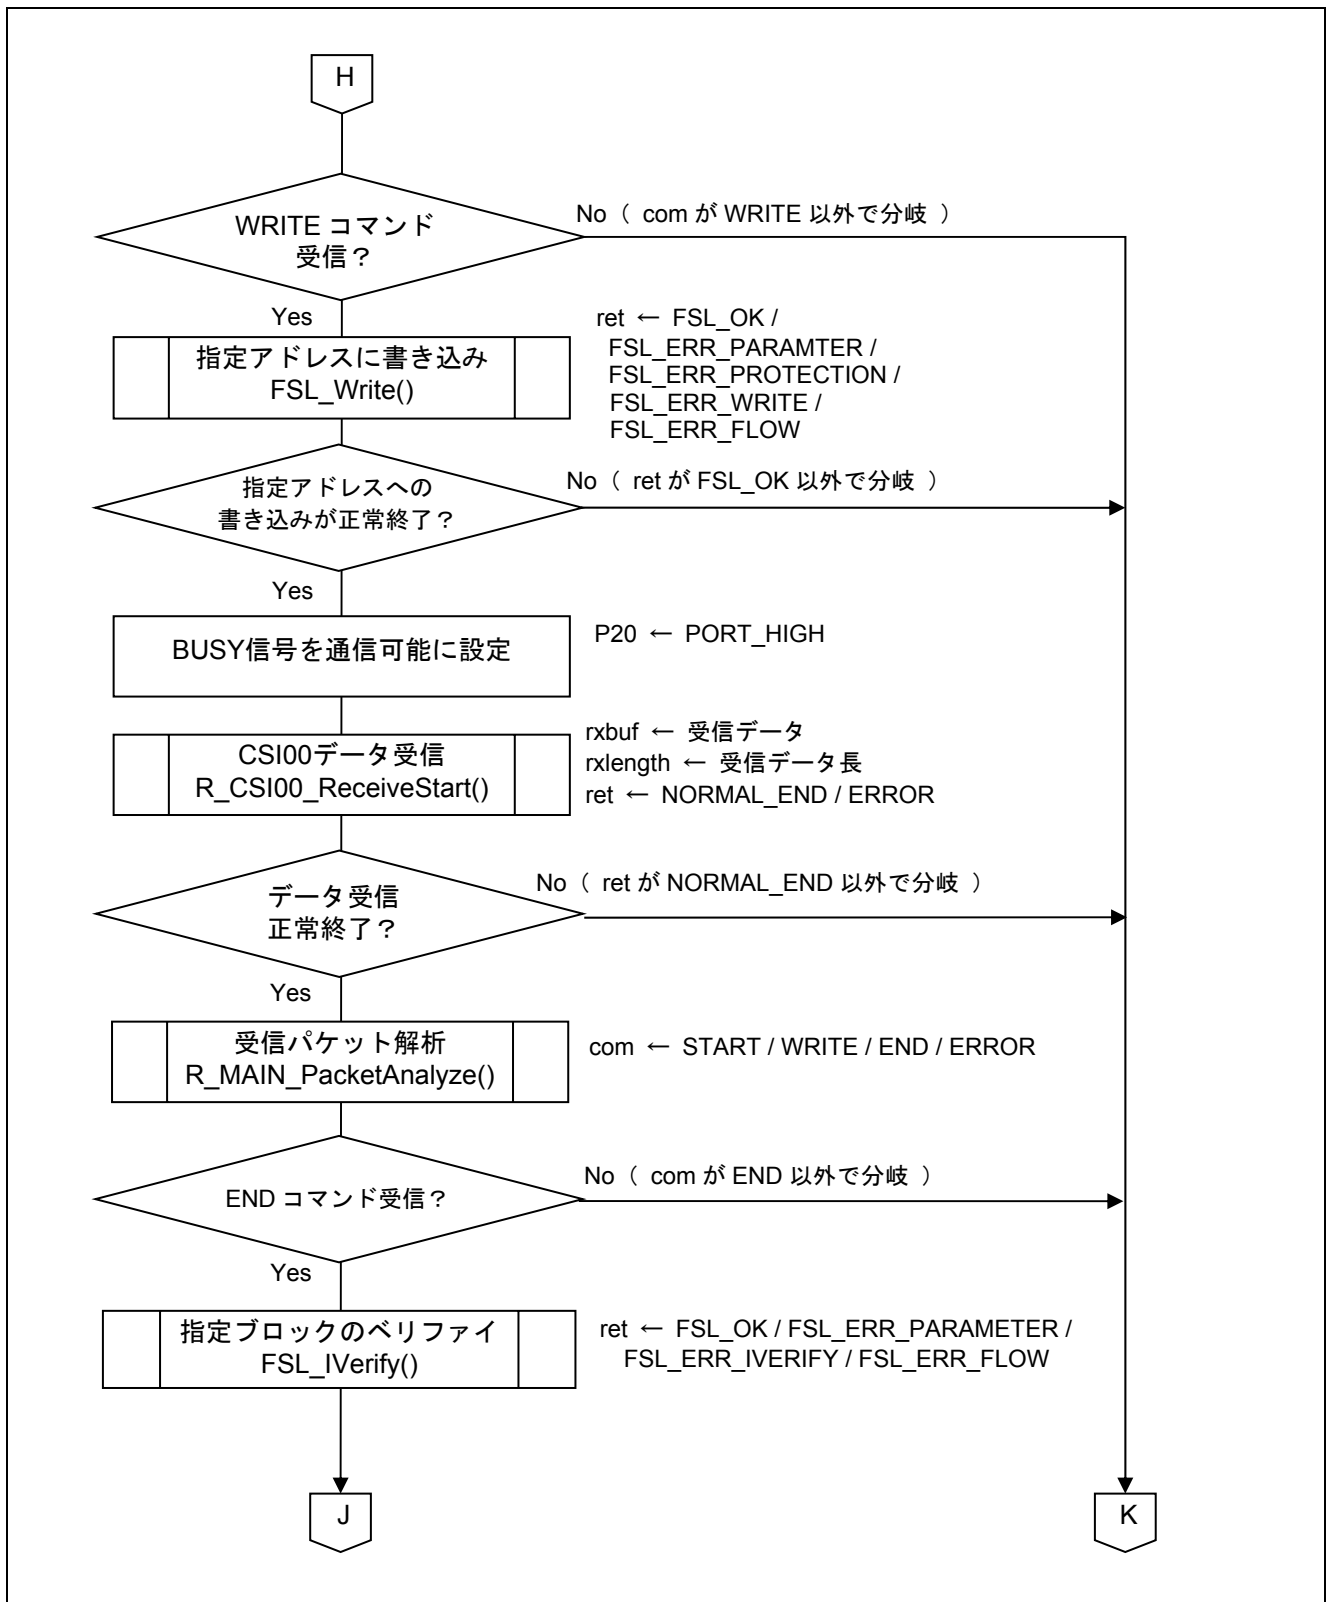 H
WRITE コマンド
受信？
No（ com が WRITE 以外で分岐 ）
Yes
指定アドレスに書き込み
FSL_Write()
ret ← FSL_OK /
FSL_ERR_PARAMTER /
FSL_ERR_PROTECTION /
FSL_ERR_WRITE /
FSL_ERR_FLOW
指定アドレスへの
書き込みが正常終了？
No（ ret が FSL_OK 以外で分岐 ）
Yes
BUSY信号を通信可能に設定
P20 ← PORT_HIGH
CSI00データ受信
R_CSI00_ReceiveStart()
rxbuf ← 受信データ
rxlength ← 受信データ長
ret ← NORMAL_END / ERROR
データ受信
正常終了？
No（ ret が NORMAL_END 以外で分岐 ）
Yes
受信パケット解析
R_MAIN_PacketAnalyze()
com ← START / WRITE / END / ERROR
END コマンド受信？
No（ com が END 以外で分岐 ）
Yes
指定ブロックのベリファイ
FSL_IVerify()
ret ← FSL_OK / FSL_ERR_PARAMETER /
FSL_ERR_IVERIFY / FSL_ERR_FLOW
J
K